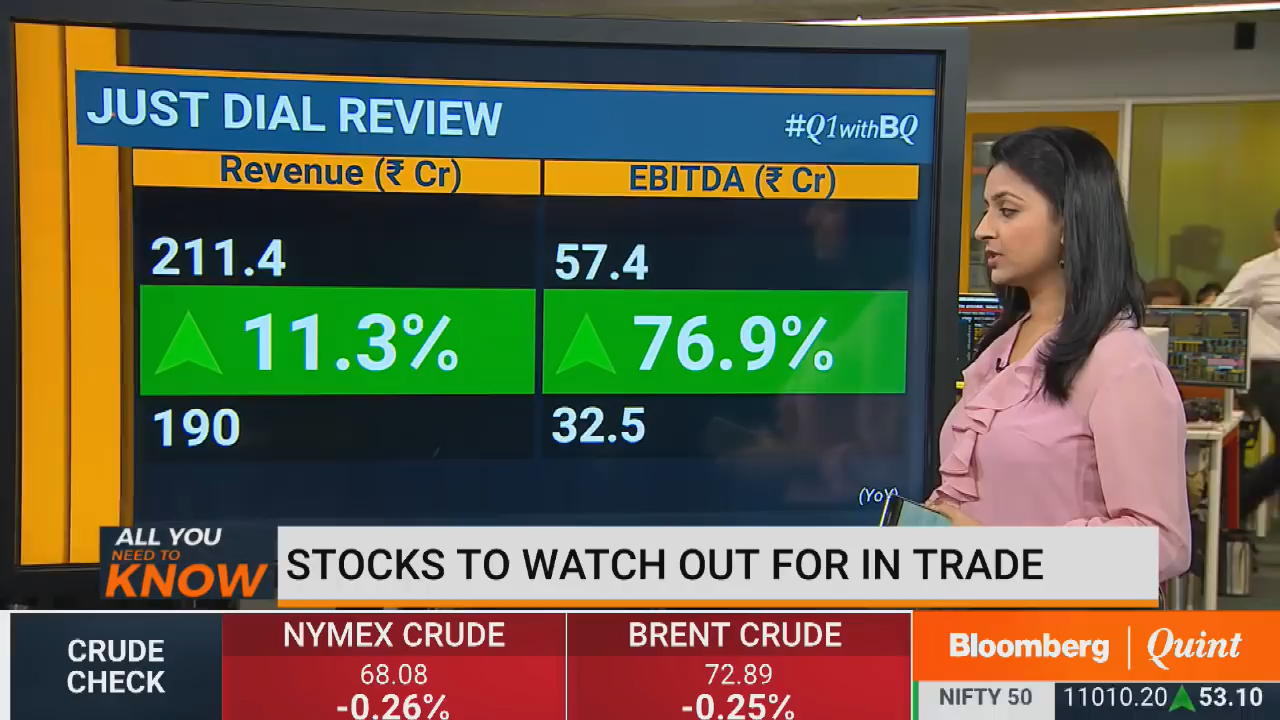 JUST DIAL REVIEW
#Q1withBQ
Revenue (₹ Cr)
EBITDA (₹ Cr)
211.4
57.4
11.3%
76.9%
190
32.5
(YoY)
ALL YOU
NEED TO
KNOW
STOCKS TO WATCH OUT FOR IN TRADE
CRUDE
CHECK
NYMEX CRUDE
68.08
-0.26%
BRENT CRUDE
72.89
-0.25%
Bloomberg | Quint
NIFTY 50
11010.20
53.10